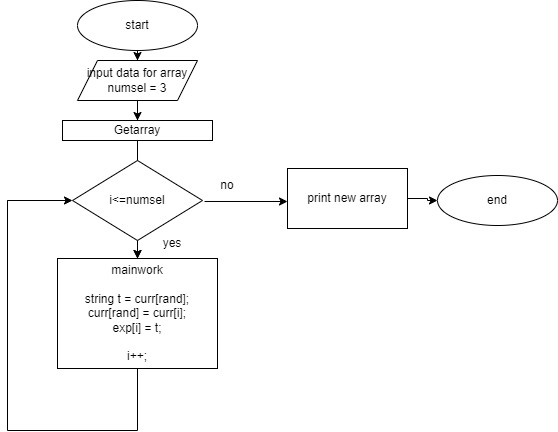 start
input data for array
numsel = 3
Getarray
i<=numsel
no
print new array
end
yes
mainwork
string t = curr[rand];
curr[rand] = curr[i];
exp[i] = t;
i++;